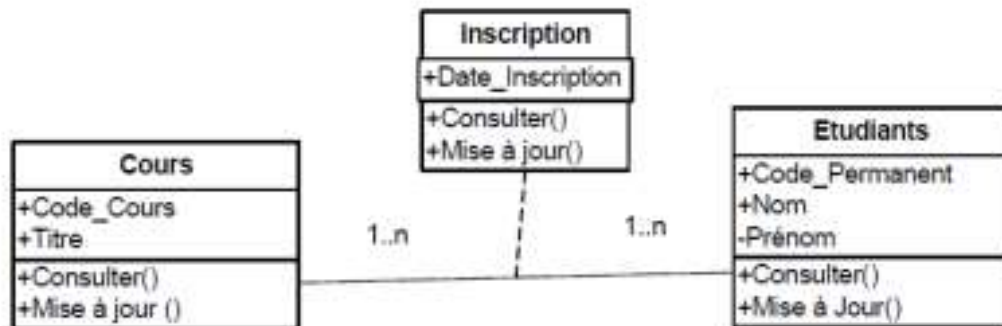 Inscription
+Date_Inscription
+Consulter()
+Mise à jour()
Cours
+Code_Cours
+Titre
+Consulter()
+Mise à jour ()
1..n
1..n
Etudiants
+Code_Permanent
+Nom
-Prénom
+Consulter()
+Mise à Jour()